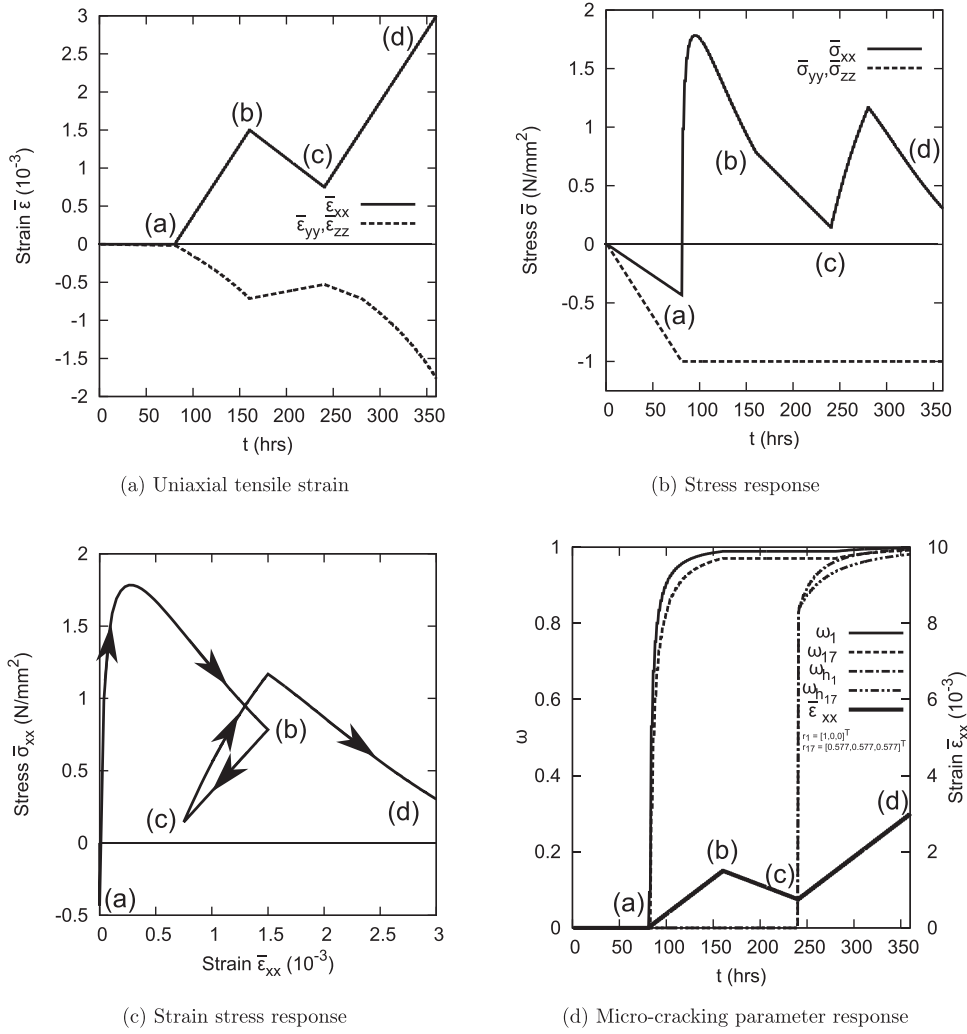 Strain ε̄ (10⁻³)
3
2.5
2
1.5
1
0.5
0
-0.5
-1
-1.5
-2
(a)
(b)
(c)
(d)
ε̄xx
ε̄yy,ε̄zz
0 50 100 150 200 250 300 350
t (hrs)
(a) Uniaxial tensile strain
Stress σ̄ (N/mm²)
2
1.5
1
0.5
0
-0.5
-1
(a)
(b)
(c)
(d)
σ̄xx
σ̄yy,σ̄zz
0 50 100 150 200 250 300 350
t (hrs)
(b) Stress response
Stress σ̄xx (N/mm²)
2
1.5
1
0.5
0
-0.5
(a)
(b)
(c)
(d)
0 0.5 1 1.5 2 2.5 3
Strain ε̄xx (10⁻³)
(c) Strain stress response
ω
1
0.8
0.6
0.4
0.2
0
ω1
ω17
ωh1
ωh17
ε̄xx
r1 = [1,0,0]T
r17 = [0.577,0.577,0.577]T
(a)
(b)
(c)
(d)
10
8
6
4
2
0
Strain ε̄xx (10⁻³)
0 50 100 150 200 250 300 350
t (hrs)
(d) Micro-cracking parameter response